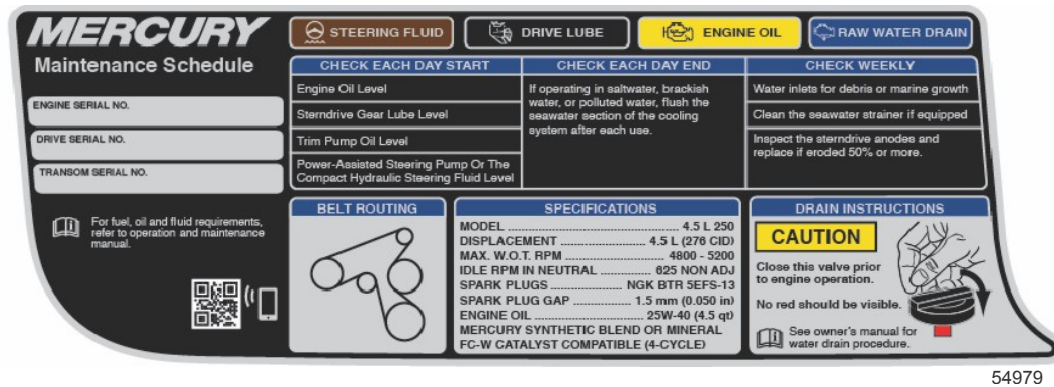 MERCURY
Maintenance Schedule
ENGINE SERIAL NO.
DRIVE SERIAL NO.
TRANSOM SERIAL NO.
For fuel, oil and fluid requirements,
refer to operation and maintenance
manual.
STEERING FLUID
DRIVE LUBE
ENGINE OIL
RAW WATER DRAIN
CHECK EACH DAY START
Engine Oil Level
Sterndrive Gear Lube Level
Trim Pump Oil Level
Power-Assisted Steering Pump Or The
Compact Hydraulic Steering Fluid Level
CHECK EACH DAY END
If operating in saltwater, brackish
water, or polluted water, flush the
seawater section of the cooling
system after each use.
CHECK WEEKLY
Water inlets for debris or marine growth
Clean the seawater strainer if equipped
Inspect the sterndrive anodes and
replace if eroded 50% or more.
BELT ROUTING
SPECIFICATIONS
MODEL ............................................. 4.5 L 250
DISPLACEMENT ......................... 4.5 L (276 CID)
MAX. W.O.T. RPM ......................... 4800 - 5200
IDLE RPM IN NEUTRAL .............. 625 NON ADJ
SPARK PLUGS ................... NGK BTR 5EFS-13
SPARK PLUG GAP ............... 1.5 mm (0.050 in)
ENGINE OIL ............................ 25W-40 (4.5 qt)
MERCURY SYNTHETIC BLEND OR MINERAL
FC-W CATALYST COMPATIBLE (4-CYCLE)
DRAIN INSTRUCTIONS
CAUTION
Close this valve prior
to engine operation.
No red should be visible.
See owner's manual for
water drain procedure.
54979